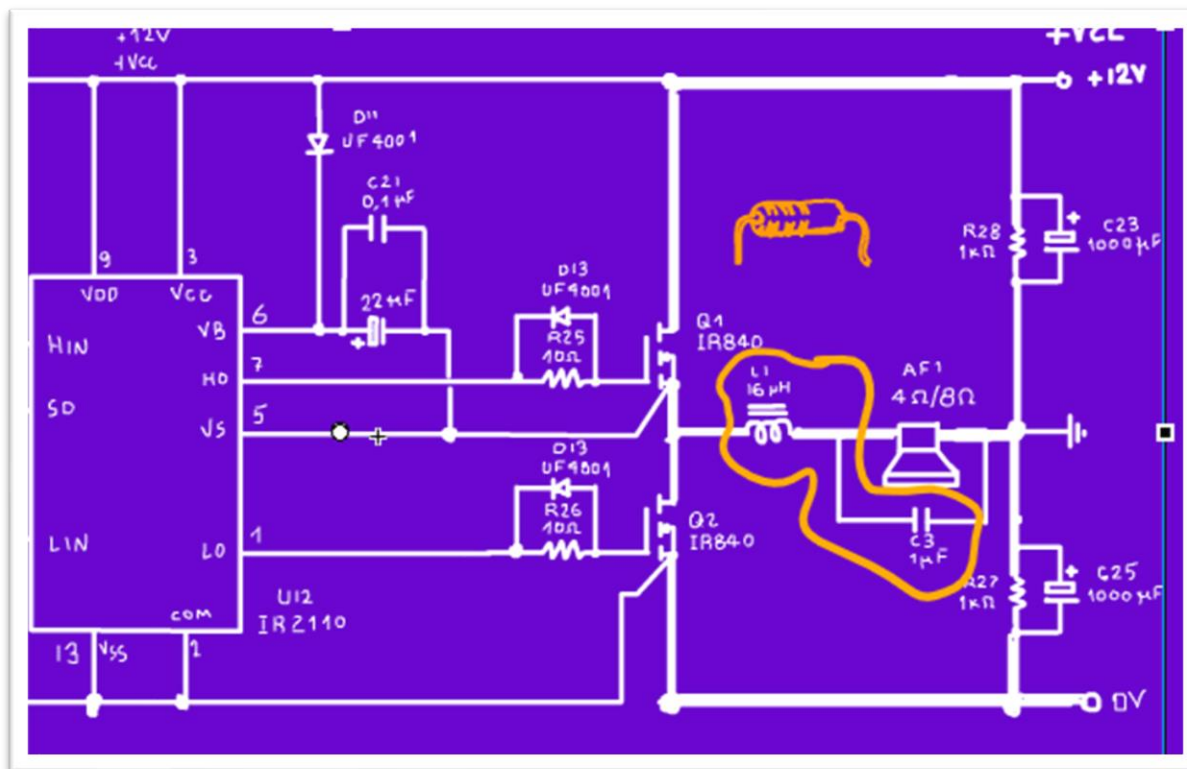 +12V
+VCC
+VCC
+12V
D11
UF4001
C21
0,1µF
9
3
VDD
VCC
22µF
HIN
VB
6
D13
UF4001
R25
10Ω
Q1
IR840
R28
1kΩ
C23
1000µF
HO
7
L1
16µH
AF1
4Ω/8Ω
SD
VS
5
D13
UF4001
R26
10Ω
Q2
IR840
LIN
LO
1
C3
1µF
R27
1kΩ
C25
1000µF
COM
U12
IR2110
13
VSS
2
0V